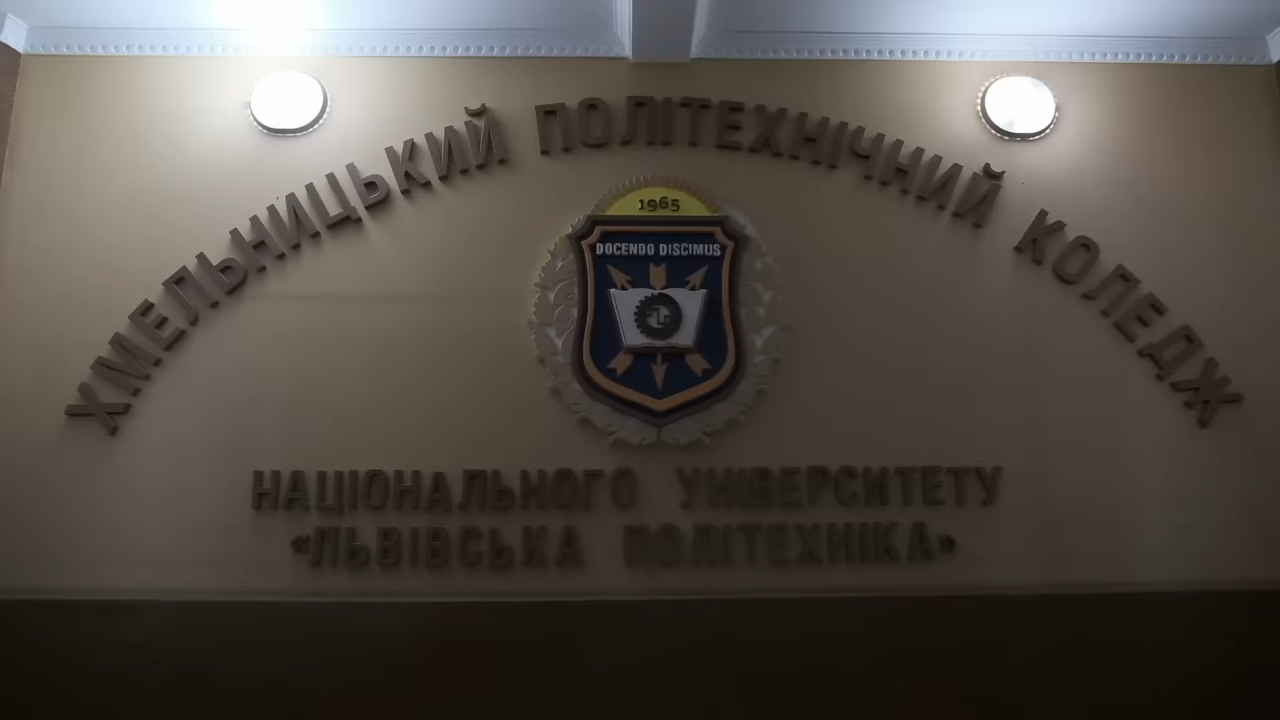 ХМЕЛЬНИЦЬКИЙ ПОЛІТЕХНІЧНИЙ КОЛЕДЖ
1965
DOCENDO DISCIMUS
НАЦІОНАЛЬНОГО УНІВЕРСИТЕТУ
«ЛЬВІВСЬКА ПОЛІТЕХНІКА»